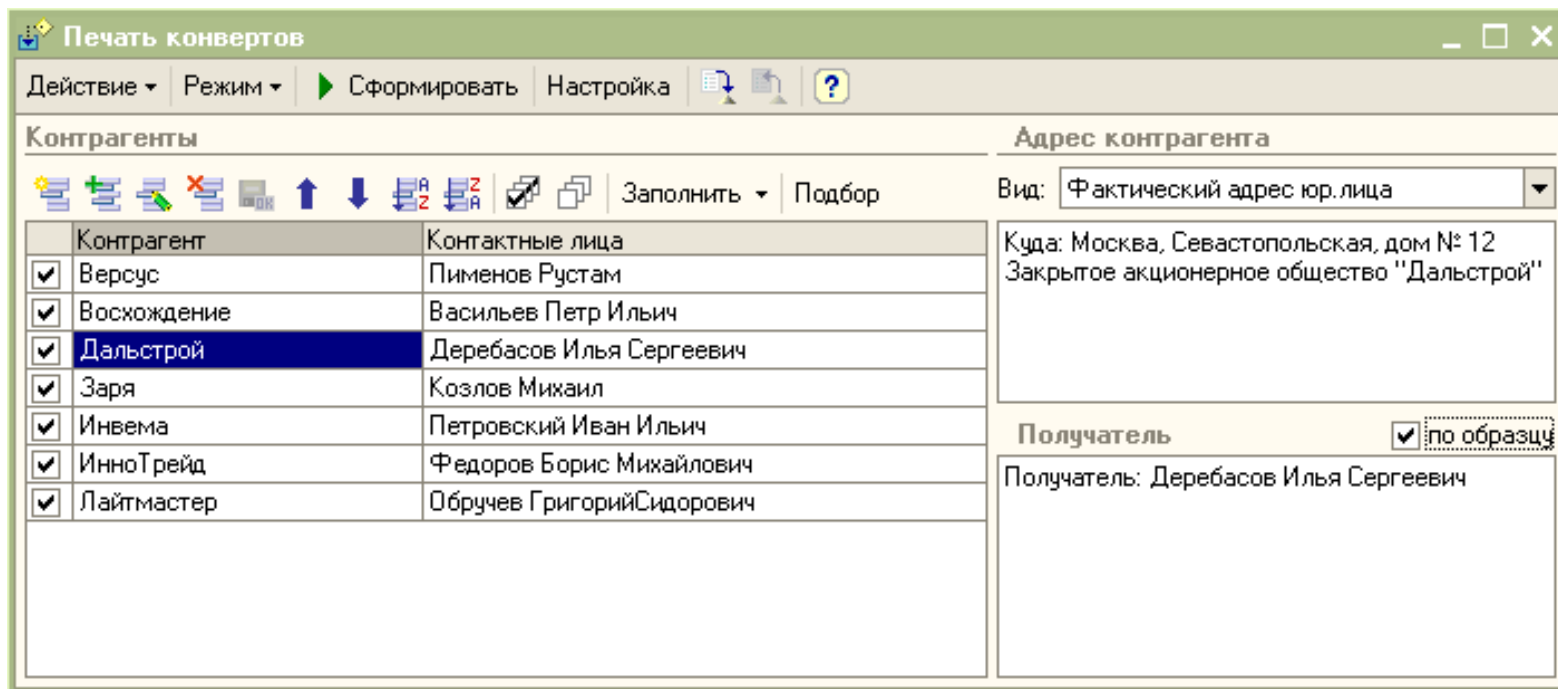 Печать конвертов
Действие Режим Сформировать Настройка ?
Контрагенты
Заполнить Подбор
Контрагент Контактные лица
Версус Пименов Рустам
Восхождение Васильев Петр Ильич
Дальстрой Деребасов Илья Сергеевич
Заря Козлов Михаил
Инвема Петровский Иван Ильич
ИнноТрейд Федоров Борис Михайлович
Лайтмастер Обручев ГригорийСидорович
Адрес контрагента
Вид: Фактический адрес юр.лица
Куда: Москва, Севастопольская, дом № 12
Закрытое акционерное общество "Дальстрой"
Получатель по образцу
Получатель: Деребасов Илья Сергеевич